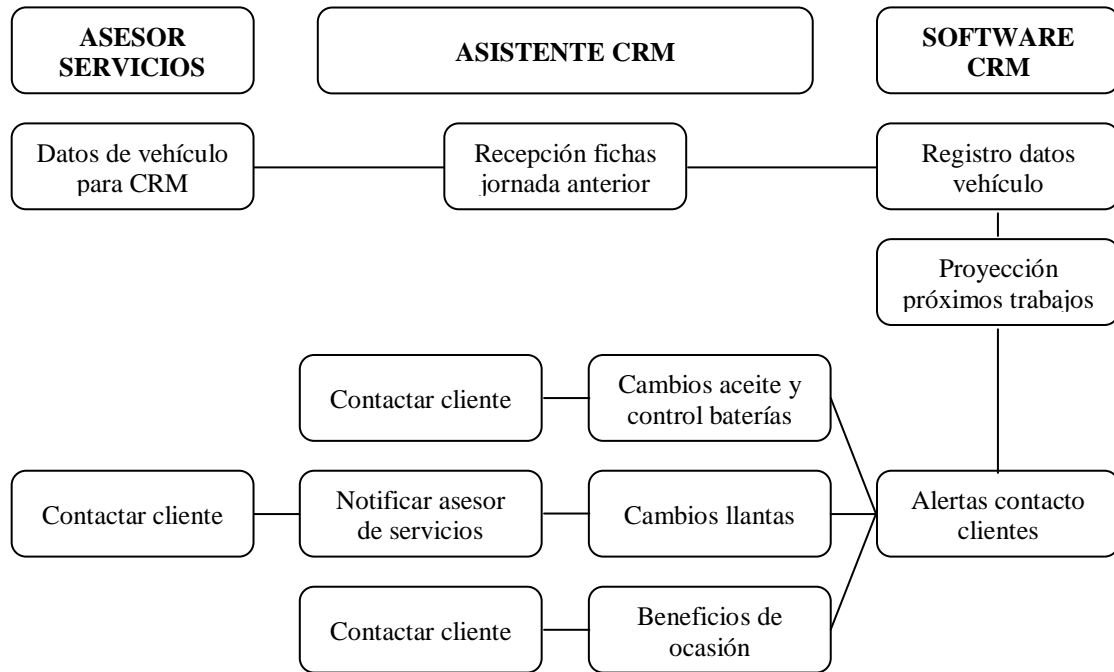 ASESOR
SERVICIOS
ASISTENTE CRM
SOFTWARE
CRM
Datos de vehículo
para CRM
Recepción fichas
jornada anterior
Registro datos
vehículo
Proyección
próximos trabajos
Contactar cliente
Cambios aceite y
control baterías
Contactar cliente
Notificar asesor
de servicios
Cambios llantas
Alertas contacto
clientes
Contactar cliente
Beneficios de
ocasión